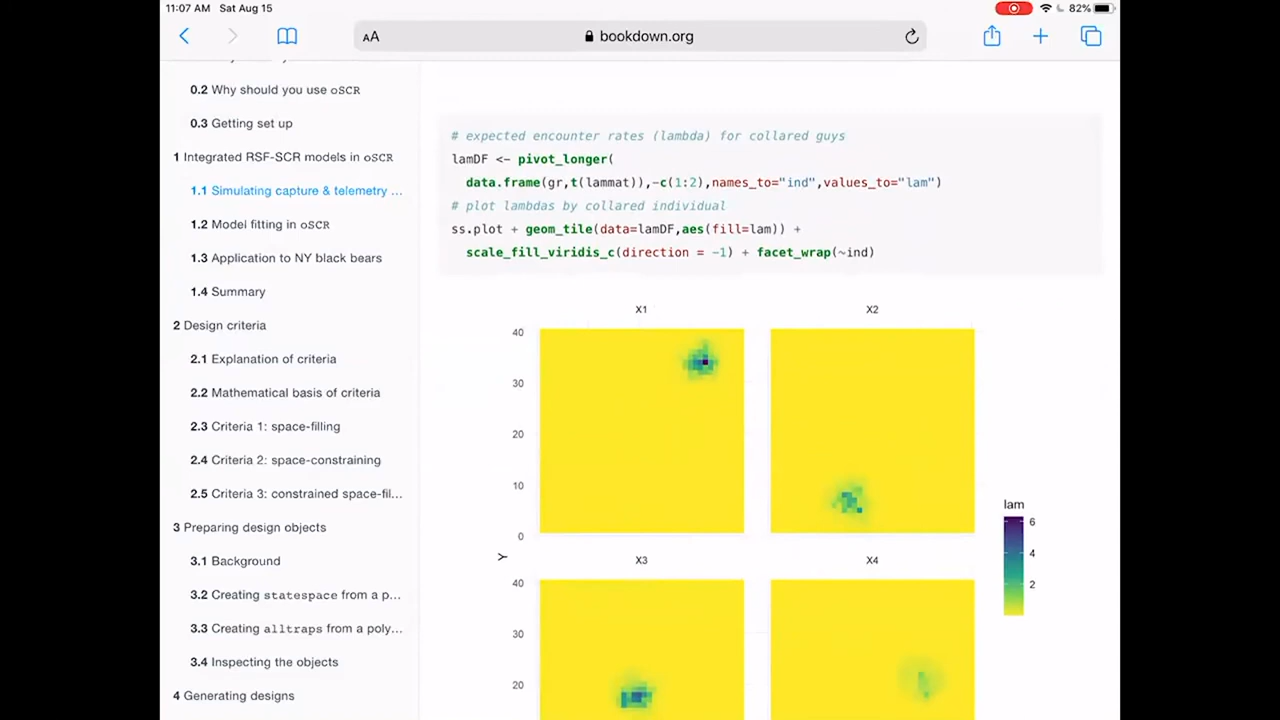 11:07 AM Sat Aug 15
82%
AA
bookdown.org
0.2 Why should you use oSCR
0.3 Getting set up
1 Integrated RSF-SCR models in oSCR
1.1 Simulating capture & telemetry ...
1.2 Model fitting in oSCR
1.3 Application to NY black bears
1.4 Summary
2 Design criteria
2.1 Explanation of criteria
2.2 Mathematical basis of criteria
2.3 Criteria 1: space-filling
2.4 Criteria 2: space-constraining
2.5 Criteria 3: constrained space-fil...
3 Preparing design objects
3.1 Background
3.2 Creating statespace from a p...
3.3 Creating alltraps from a poly...
3.4 Inspecting the objects
4 Generating designs
# expected encounter rates (lambda) for collared guys
lamDF <- pivot_longer(
data.frame(gr,t(lammat)),-c(1:2),names_to="ind",values_to="lam")
# plot lambdas by collared individual
ss.plot + geom_tile(data=lamDF,aes(fill=lam)) +
scale_fill_viridis_c(direction = -1) + facet_wrap(~ind)
X1
X2
40
30
20
10
0
Y
X3
X4
40
30
20
lam
6
4
2